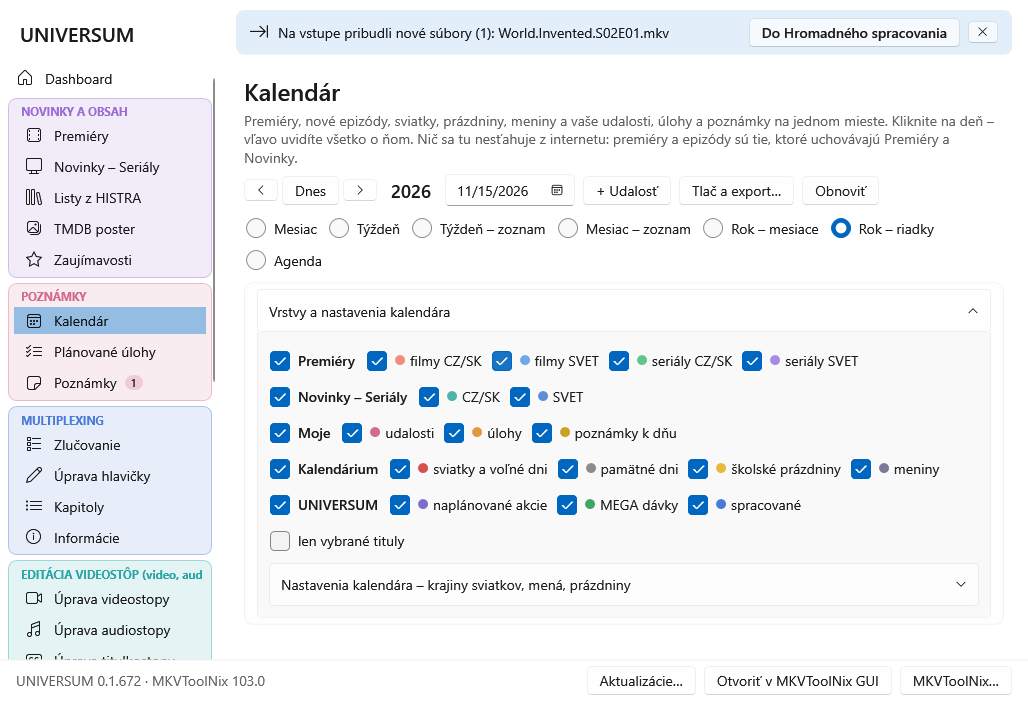 UNIVERSUM
Na vstupe pribudli nové súbory (1): World.Invented.S02E01.mkv
Do Hromadného spracovania
Dashboard
NOVINKY A OBSAH
Premiéry
Novinky – Seriály
Listy z HISTRA
TMDB poster
Zaujímavosti
POZNÁMKY
Kalendár
Plánované úlohy
Poznámky 1
MULTIPLEXING
Zlučovanie
Úprava hlavičky
Kapitoly
Informácie
EDITÁCIA VIDEOSTÔP (video, aud
Úprava videostopy
Úprava audiostopy
Kalendár
Premiéry, nové epizódy, sviatky, prázdniny, meniny a vaše udalosti, úlohy a poznámky na jednom mieste. Kliknite na deň –
vľavo uvidíte všetko o ňom. Nič sa tu nesťahuje z internetu: premiéry a epizódy sú tie, ktoré uchovávajú Premiéry a
Novinky.
Dnes
2026
11/15/2026
+ Udalosť
Tlač a export...
Obnoviť
Mesiac
Týždeň
Týždeň – zoznam
Mesiac – zoznam
Rok – mesiace
Rok – riadky
Agenda
Vrstvy a nastavenia kalendára
Premiéry filmy CZ/SK filmy SVET seriály CZ/SK seriály SVET
Novinky – Seriály CZ/SK SVET
Moje udalosti úlohy poznámky k dňu
Kalendárium sviatky a voľné dni pamätné dni školské prázdniny meniny
UNIVERSUM naplánované akcie MEGA dávky spracované
len vybrané tituly
Nastavenia kalendára – krajiny sviatkov, mená, prázdniny
UNIVERSUM 0.1.672 · MKVToolNix 103.0
Aktualizácie...
Otvoriť v MKVToolNix GUI
MKVToolNix...